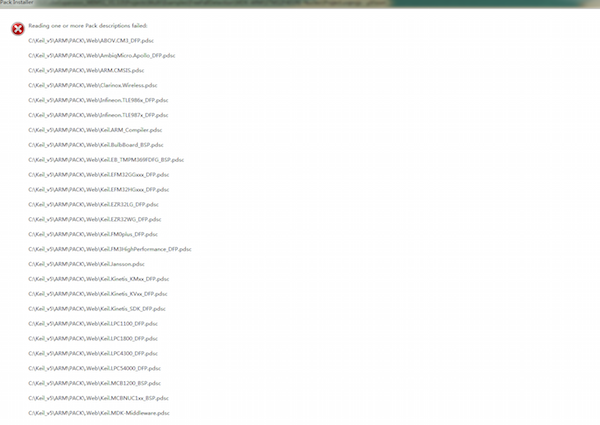 Pack Installer
Reading one or more Pack descriptions failed:
C:\Keil_v5\ARM\PACK\.Web\ABOV.CM3_DFP.pdsc
C:\Keil_v5\ARM\PACK\.Web\AmbiqMicro.Apollo_DFP.pdsc
C:\Keil_v5\ARM\PACK\.Web\ARM.CMSIS.pdsc
C:\Keil_v5\ARM\PACK\.Web\Clarinox.Wireless.pdsc
C:\Keil_v5\ARM\PACK\.Web\Infineon.TLE986x_DFP.pdsc
C:\Keil_v5\ARM\PACK\.Web\Infineon.TLE987x_DFP.pdsc
C:\Keil_v5\ARM\PACK\.Web\Keil.ARM_Compiler.pdsc
C:\Keil_v5\ARM\PACK\.Web\Keil.BulbBoard_BSP.pdsc
C:\Keil_v5\ARM\PACK\.Web\Keil.EB_TMPM369FDFG_BSP.pdsc
C:\Keil_v5\ARM\PACK\.Web\Keil.EFM32GGxxx_DFP.pdsc
C:\Keil_v5\ARM\PACK\.Web\Keil.EFM32HGxxx_DFP.pdsc
C:\Keil_v5\ARM\PACK\.Web\Keil.EZR32LG_DFP.pdsc
C:\Keil_v5\ARM\PACK\.Web\Keil.EZR32WG_DFP.pdsc
C:\Keil_v5\ARM\PACK\.Web\Keil.FM0plus_DFP.pdsc
C:\Keil_v5\ARM\PACK\.Web\Keil.FM3HighPerformance_DFP.pdsc
C:\Keil_v5\ARM\PACK\.Web\Keil.Jansson.pdsc
C:\Keil_v5\ARM\PACK\.Web\Keil.Kinetis_KMxx_DFP.pdsc
C:\Keil_v5\ARM\PACK\.Web\Keil.Kinetis_KVxx_DFP.pdsc
C:\Keil_v5\ARM\PACK\.Web\Keil.Kinetis_SDK_DFP.pdsc
C:\Keil_v5\ARM\PACK\.Web\Keil.LPC1100_DFP.pdsc
C:\Keil_v5\ARM\PACK\.Web\Keil.LPC1800_DFP.pdsc
C:\Keil_v5\ARM\PACK\.Web\Keil.LPC4300_DFP.pdsc
C:\Keil_v5\ARM\PACK\.Web\Keil.LPC54000_DFP.pdsc
C:\Keil_v5\ARM\PACK\.Web\Keil.MCB1200_BSP.pdsc
C:\Keil_v5\ARM\PACK\.Web\Keil.MCBNUC1xx_BSP.pdsc
C:\Keil_v5\ARM\PACK\.Web\Keil.MDK-Middleware.pdsc